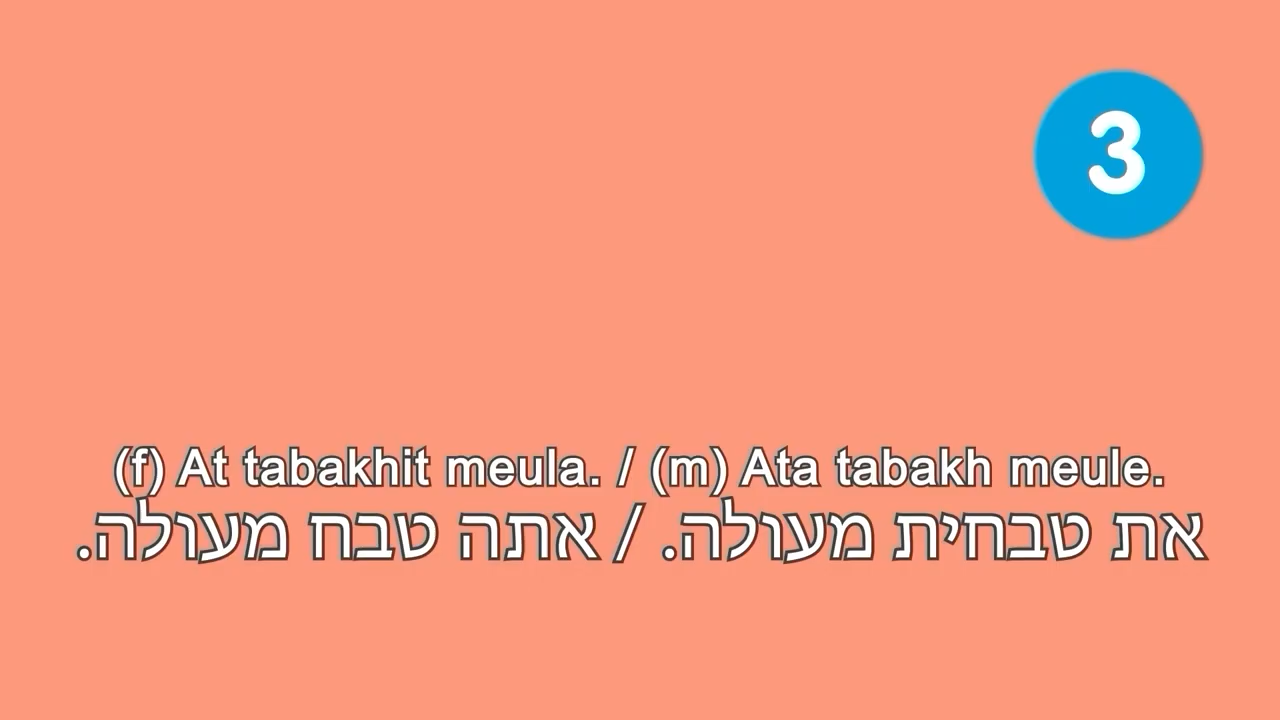 3
(f) At tabakhit meula. / (m) Ata tabakh meule.
את טבחית מעולה. / אתה טבח מעולה.